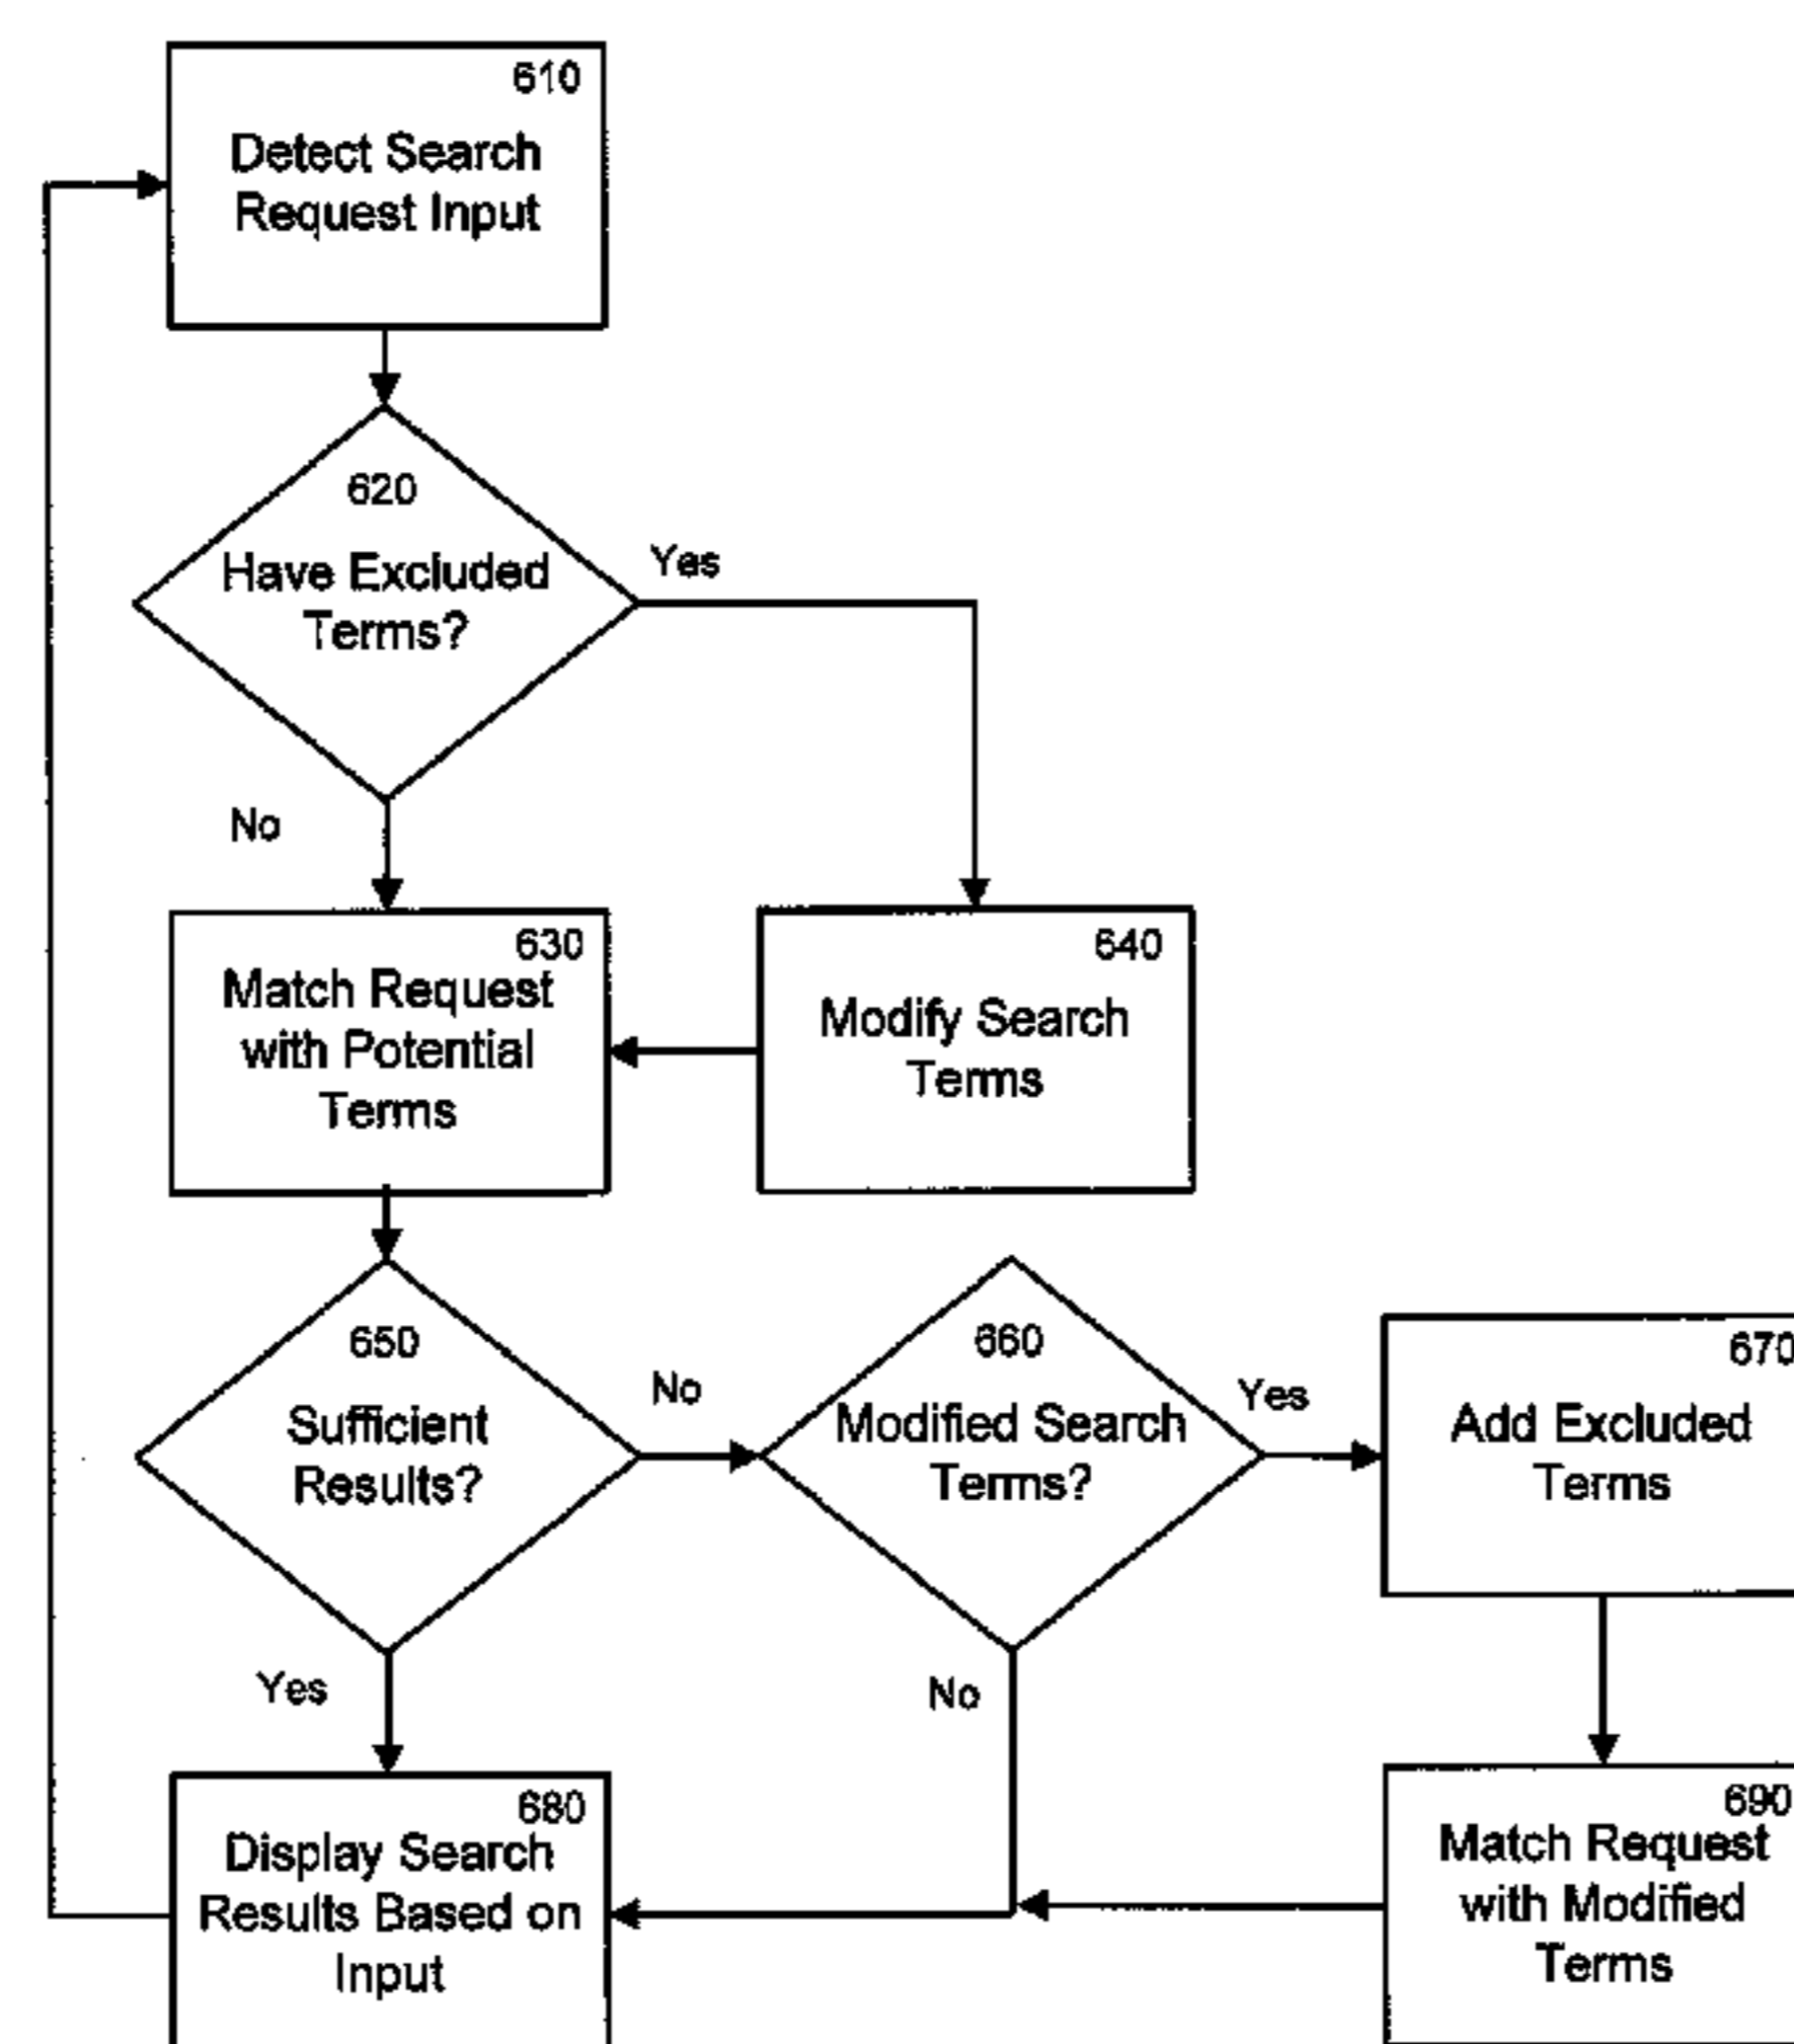 610
Detect Search
Request Input
620
Have Excluded
Terms?
Yes
No
630
Match Request
with Potential
Terms
640
Modify Search
Terms
650
Sufficient
Results?
No
Yes
660
Modified Search
Terms?
Yes
No
670
Add Excluded
Terms
680
Display Search
Results Based on
Input
690
Match Request
with Modified
Terms